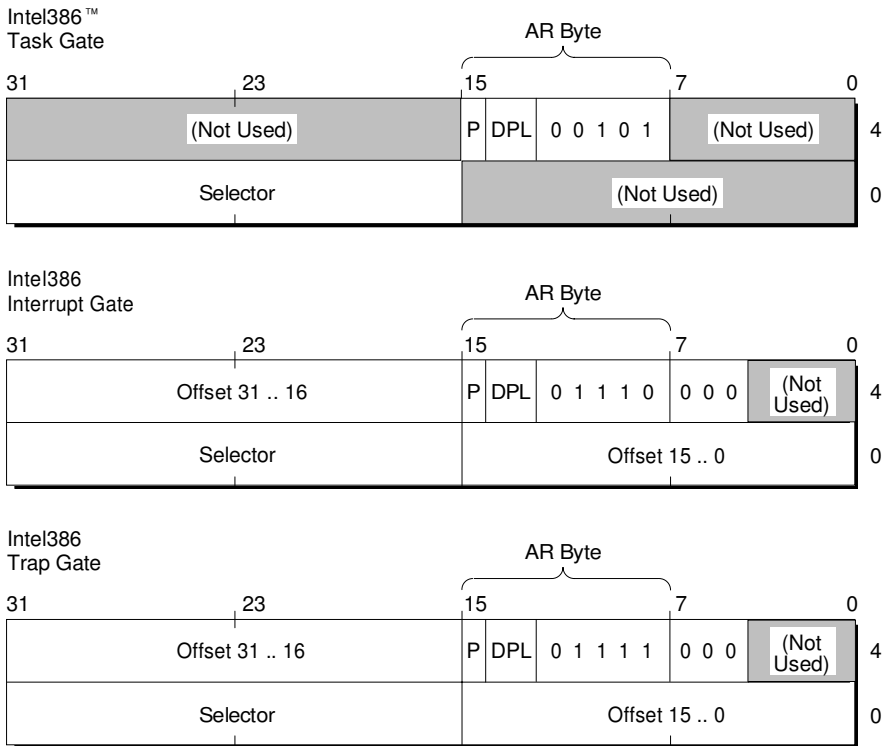 Intel386™
Task Gate
AR Byte
31 23 15 7 0
(Not Used) P DPL 0 0 1 0 1 (Not Used) 4
Selector (Not Used) 0
Intel386
Interrupt Gate
AR Byte
31 23 15 7 0
Offset 31 .. 16 P DPL 0 1 1 1 0 0 0 0 (Not Used) 4
Selector Offset 15 .. 0 0
Intel386
Trap Gate
AR Byte
31 23 15 7 0
Offset 31 .. 16 P DPL 0 1 1 1 1 0 0 0 (Not Used) 4
Selector Offset 15 .. 0 0